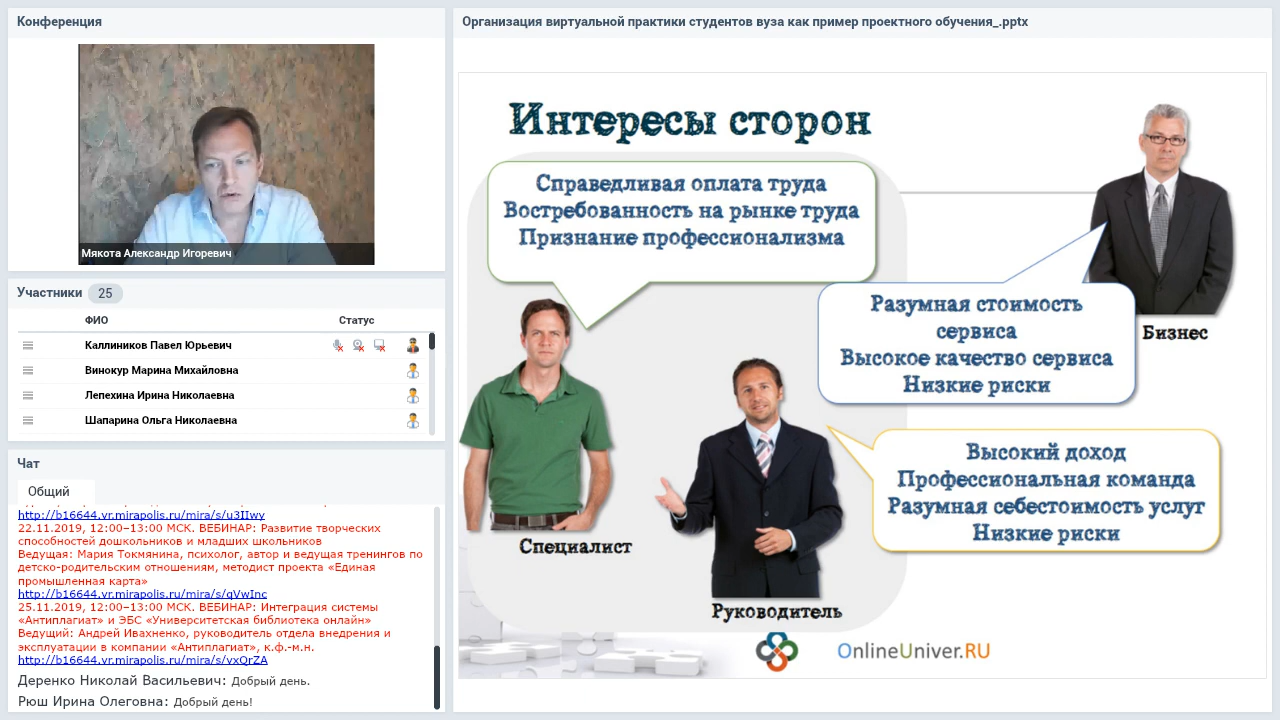 Конференция
Мякота Александр Игоревич
Участники 25
ФИО Статус
Каллиников Павел Юрьевич
Винокур Марина Михайловна
Лепехина Ирина Николаевна
Шапарина Ольга Николаевна
Чат
Общий
http://b16644.vr.mirapolis.ru/mira/s/u3IIwy
22.11.2019, 12:00–13:00 МСК. ВЕБИНАР: Развитие творческих
способностей дошкольников и младших школьников
Ведущая: Мария Токмянина, психолог, автор и ведущая тренингов по
детско-родительским отношениям, методист проекта «Единая
промышленная карта»
http://b16644.vr.mirapolis.ru/mira/s/qVwInc
25.11.2019, 12:00–13:00 МСК. ВЕБИНАР: Интеграция системы
«Антиплагиат» и ЭБС «Университетская библиотека онлайн»
Ведущий: Андрей Ивахненко, руководитель отдела внедрения и
эксплуатации в компании «Антиплагиат», к.ф.-м.н.
http://b16644.vr.mirapolis.ru/mira/s/vxQrZA
Деренко Николай Васильевич: Добрый день.
Рюш Ирина Олеговна: Добрый день!
Организация виртуальной практики студентов вуза как пример проектного обучения_.pptx
Интересы сторон
Справедливая оплата труда
Востребованность на рынке труда
Признание профессионализма
Разумная стоимость
сервиса
Высокое качество сервиса
Низкие риски
Бизнес
Высокий доход
Профессиональная команда
Разумная себестоимость услуг
Низкие риски
Специалист
Руководитель
OnlineUniver.RU